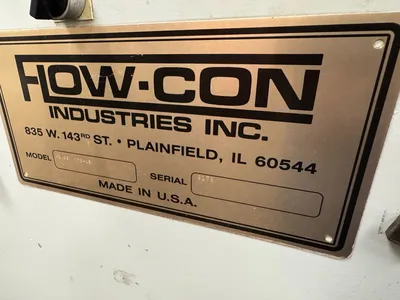 FLOW-CON
INDUSTRIES INC.
835 W. 143RD ST. • PLAINFIELD, IL 60544
MODEL
SERIAL
MADE IN U.S.A.